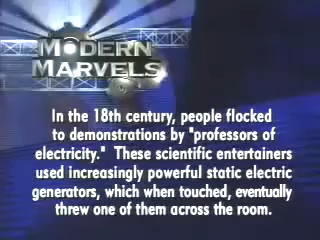 MODERN
MARVELS
In the 18th century, people flocked
to demonstrations by "professors of
electricity." These scientific entertainers
used increasingly powerful static electric
generators, which when touched, eventually
threw one of them across the room.